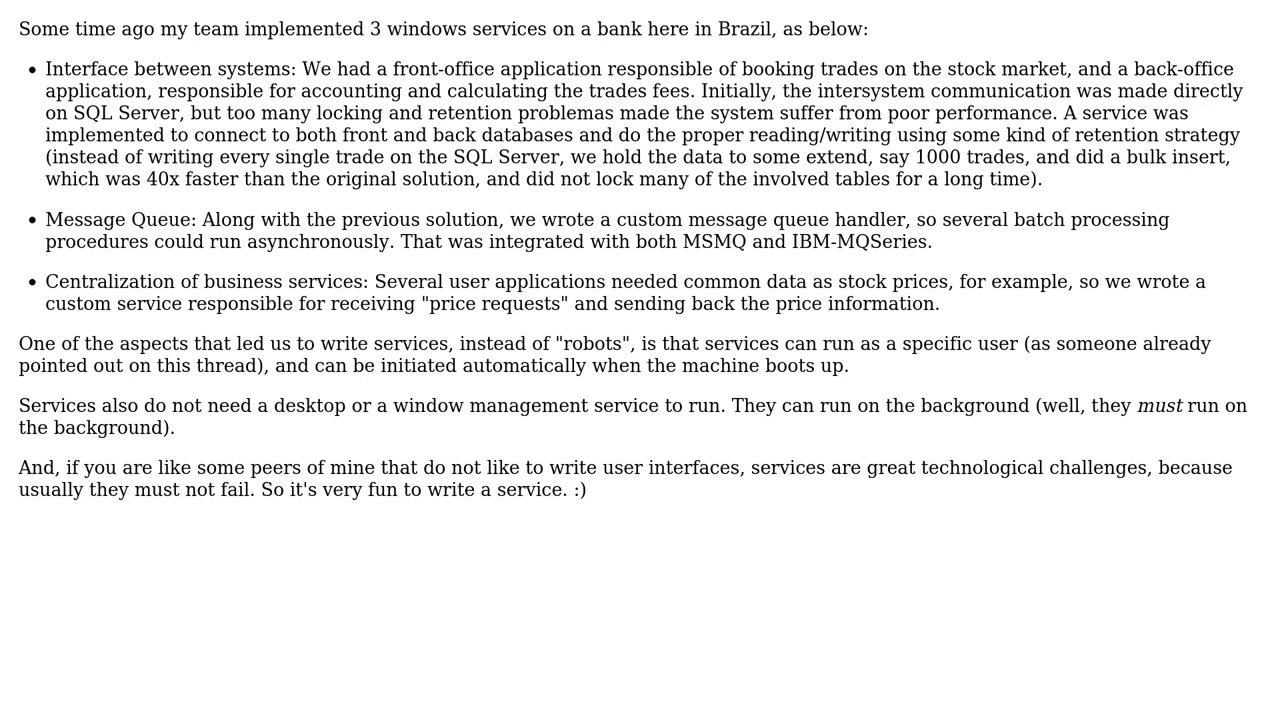 Some time ago my team implemented 3 windows services on a bank here in Brazil, as below:
• Interface between systems: We had a front-office application responsible of booking trades on the stock market, and a back-office
application, responsible for accounting and calculating the trades fees. Initially, the intersystem communication was made directly
on SQL Server, but too many locking and retention problemas made the system suffer from poor performance. A service was
implemented to connect to both front and back databases and do the proper reading/writing using some kind of retention strategy
(instead of writing every single trade on the SQL Server, we hold the data to some extend, say 1000 trades, and did a bulk insert,
which was 40x faster than the original solution, and did not lock many of the involved tables for a long time).
• Message Queue: Along with the previous solution, we wrote a custom message queue handler, so several batch processing
procedures could run asynchronously. That was integrated with both MSMQ and IBM-MQSeries.
• Centralization of business services: Several user applications needed common data as stock prices, for example, so we wrote a
custom service responsible for receiving "price requests" and sending back the price information.
One of the aspects that led us to write services, instead of "robots", is that services can run as a specific user (as someone already
pointed out on this thread), and can be initiated automatically when the machine boots up.
Services also do not need a desktop or a window management service to run. They can run on the background (well, they must run on
the background).
And, if you are like some peers of mine that do not like to write user interfaces, services are great technological challenges, because
usually they must not fail. So it's very fun to write a service. :)